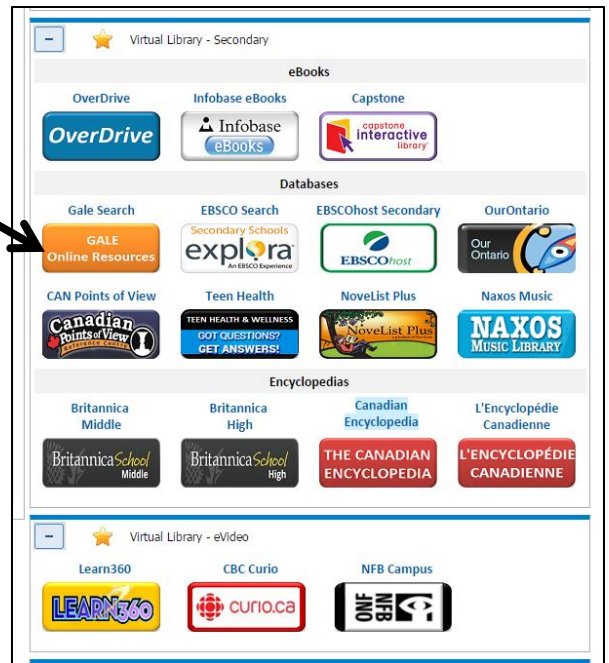 Virtual Library - Secondary
eBooks
OverDrive Infobase eBooks Capstone
OverDrive
Infobase
eBooks
capstone
interactive
library
Databases
Gale Search EBSCO Search EBSCOhost Secondary OurOntario
GALE
Online Resources
Secondary Schools
explora
An EBSCO Experience
EBSCOhost
Our
Ontario
CAN Points of View Teen Health NoveList Plus Naxos Music
Canadian
Points of View
Reference Centre
TEEN HEALTH & WELLNESS
GOT QUESTIONS?
GET ANSWERS!
NoveList Plus
NAXOS
MUSIC LIBRARY
Encyclopedias
Britannica
Middle
Britannica
High
Canadian
Encyclopedia
L'Encyclopédie
Canadienne
Britannica School
Middle
Britannica School
High
THE CANADIAN
ENCYCLOPEDIA
L'ENCYCLOPÉDIE
CANADIENNE
Virtual Library - eVideo
Learn360 CBC Curio NFB Campus
LEARN360
curio.ca
ONF
NFB